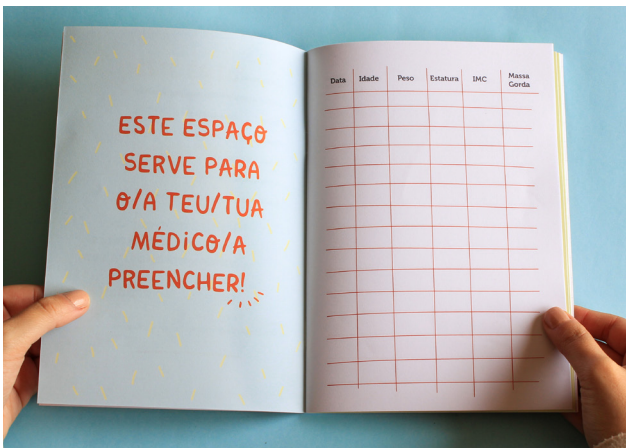 ESTE ESPAÇO
SERVE PARA
O/A TEU/TUA
MÉDICO/A
PREENCHER!
Data Idade Peso Estatura IMC Massa
Gorda